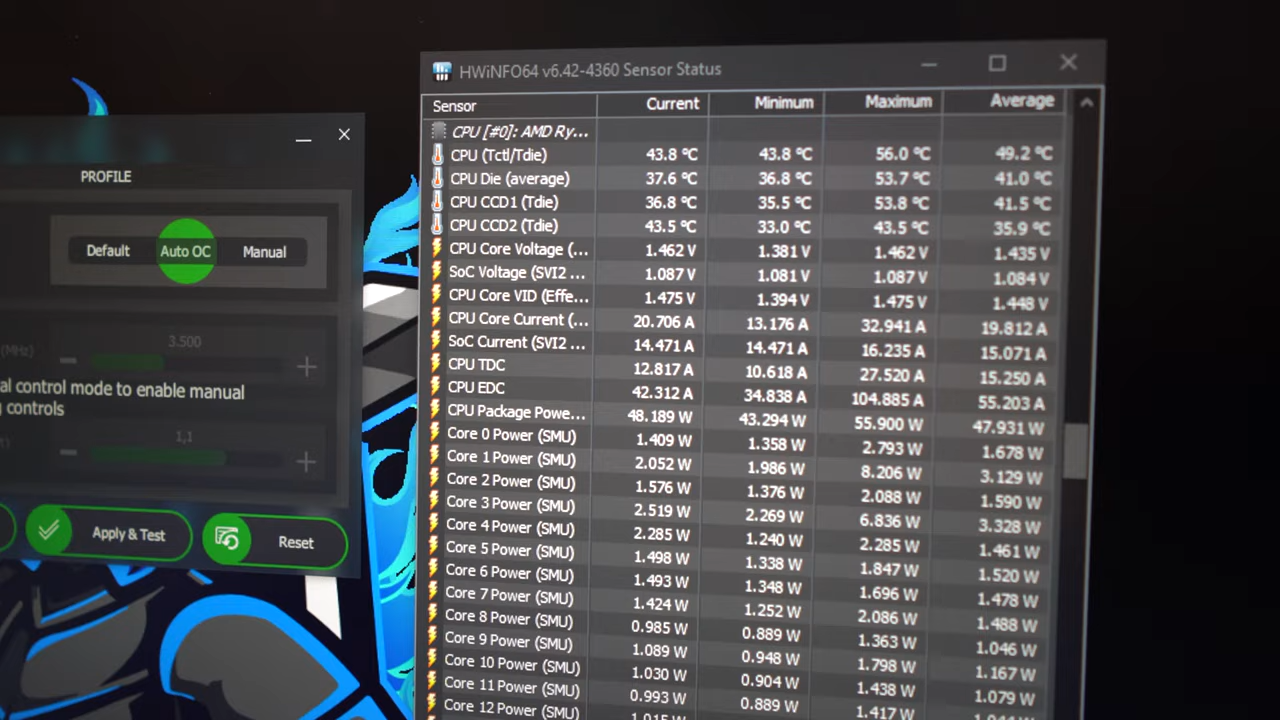 PROFILE
Default Auto OC Manual
(MHz) 3.500
al control mode to enable manual
g controls
1,1
Apply & Test Reset
HWiNFO64 v6.42-4360 Sensor Status
Sensor Current Minimum Maximum Average
CPU [#0]: AMD Ry...
CPU (Tctl/Tdie) 43.8 °C 43.8 °C 56.0 °C 49.2 °C
CPU Die (average) 37.6 °C 36.8 °C 53.7 °C 41.0 °C
CPU CCD1 (Tdie) 36.8 °C 35.5 °C 53.8 °C 41.5 °C
CPU CCD2 (Tdie) 43.5 °C 33.0 °C 43.5 °C 35.9 °C
CPU Core Voltage (... 1.462 V 1.381 V 1.462 V 1.435 V
SoC Voltage (SVI2 ... 1.087 V 1.081 V 1.087 V 1.084 V
CPU Core VID (Effe... 1.475 V 1.394 V 1.475 V 1.448 V
CPU Core Current (... 20.706 A 13.176 A 32.941 A 19.812 A
SoC Current (SVI2 ... 14.471 A 14.471 A 16.235 A 15.071 A
CPU TDC 12.817 A 10.618 A 27.520 A 15.250 A
CPU EDC 42.312 A 34.838 A 104.885 A 55.203 A
CPU Package Powe... 48.189 W 43.294 W 55.900 W 47.931 W
Core 0 Power (SMU) 1.409 W 1.358 W 2.793 W 1.678 W
Core 1 Power (SMU) 2.052 W 1.986 W 8.206 W 3.129 W
Core 2 Power (SMU) 1.576 W 1.376 W 2.088 W 1.590 W
Core 3 Power (SMU) 2.519 W 2.269 W 6.836 W 3.328 W
Core 4 Power (SMU) 2.285 W 1.240 W 2.285 W 1.461 W
Core 5 Power (SMU) 1.498 W 1.338 W 1.847 W 1.520 W
Core 6 Power (SMU) 1.493 W 1.348 W 1.696 W 1.478 W
Core 7 Power (SMU) 1.424 W 1.252 W 2.086 W 1.488 W
Core 8 Power (SMU) 0.985 W 0.889 W 1.363 W 1.046 W
Core 9 Power (SMU) 1.089 W 0.948 W 1.798 W 1.167 W
Core 10 Power (SMU) 1.030 W 0.904 W 1.438 W 1.079 W
Core 11 Power (SMU) 0.993 W 0.889 W 1.417 W
Core 12 Power (SMU)